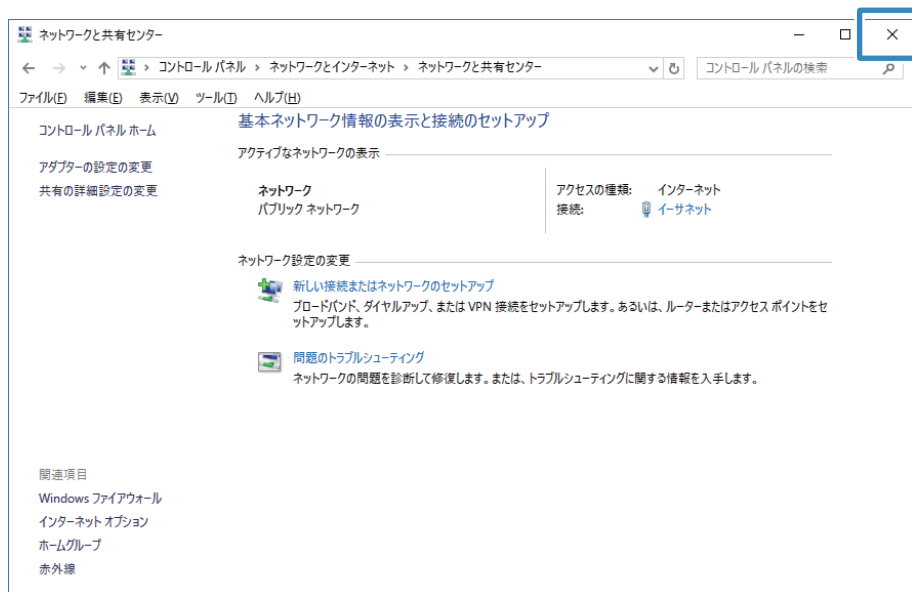 ネットワークと共有センター
コントロール パネル › ネットワークとインターネット › ネットワークと共有センター
コントロール パネルの検索
ファイル(F) 編集(E) 表示(V) ツール(T) ヘルプ(H)
コントロール パネル ホーム
アダプターの設定の変更
共有の詳細設定の変更
基本ネットワーク情報の表示と接続のセットアップ
アクティブなネットワークの表示
ネットワーク
パブリック ネットワーク
アクセスの種類: インターネット
接続: イーサネット
ネットワーク設定の変更
新しい接続またはネットワークのセットアップ
ブロードバンド、ダイヤルアップ、または VPN 接続をセットアップします。あるいは、ルーターまたはアクセス ポイントをセ
ットアップします。
問題のトラブルシューティング
ネットワークの問題を診断して修復します。または、トラブルシューティングに関する情報を入手します。
関連項目
Windows ファイアウォール
インターネット オプション
ホームグループ
赤外線